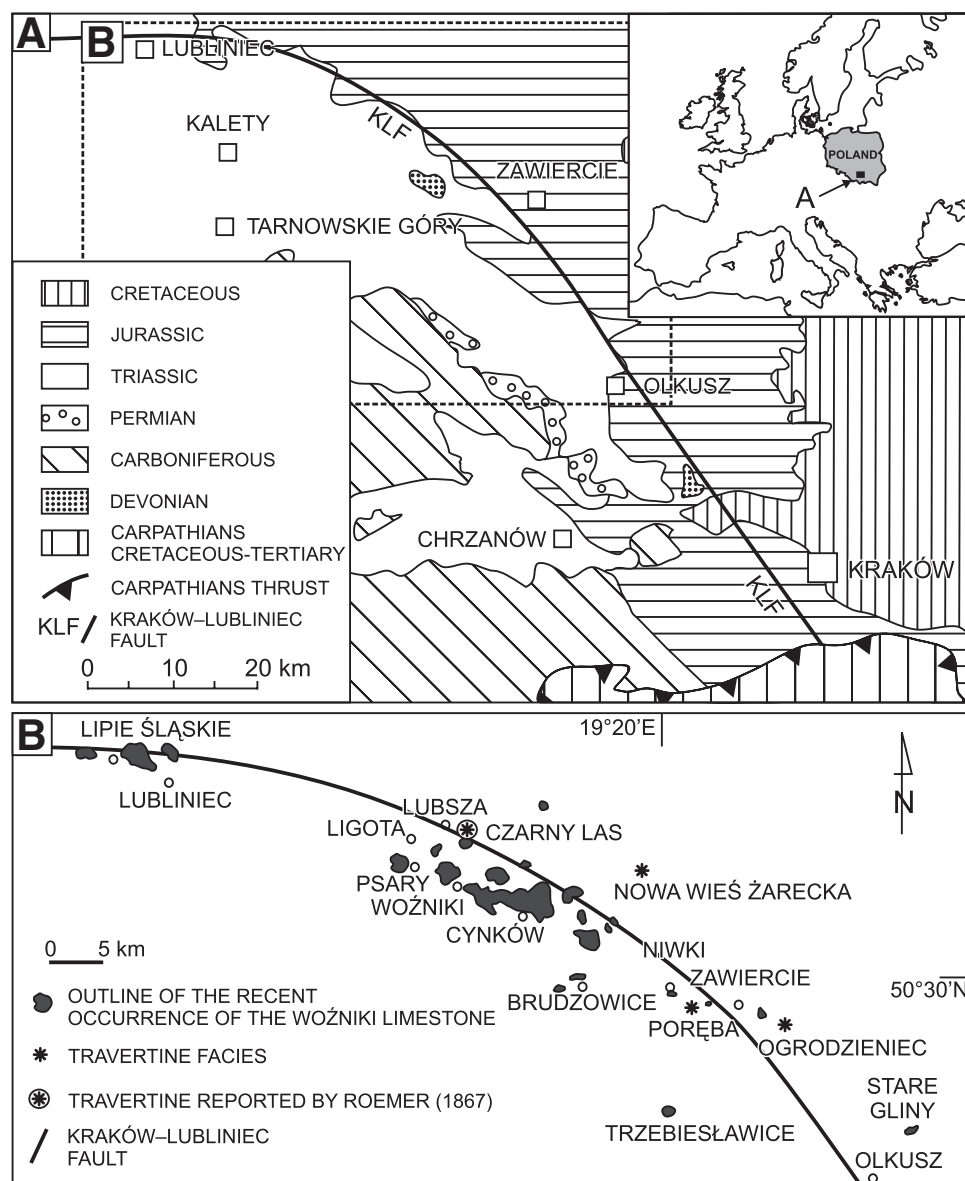 A
B
LUBLINIEC
KALETY
KLF
ZAWIERCIE
TARNOWSKIE GÓRY
POLAND
A
CRETACEOUS
JURASSIC
TRIASSIC
PERMIAN
CARBONIFEROUS
DEVONIAN
CARPATHIANS
CRETACEOUS-TERTIARY
CARPATHIANS THRUST
KLF
KRAKÓW–LUBLINIEC
FAULT
0 10 20 km
OLKUSZ
CHRZANÓW
KRAKÓW
KLF
B
LIPIE ŚLĄSKIE
19°20'E
LUBLINIEC
N
LUBSZA
LIGOTA
CZARNY LAS
PSARY
WOŹNIKI
NOWA WIEŚ ŻARECKA
CYNKÓW
NIWKI
0 5 km
ZAWIERCIE
50°30'N
BRUDZOWICE
PORĘBA
OGRODZIENIEC
OUTLINE OF THE RECENT
OCCURRENCE OF THE WOŹNIKI LIMESTONE
TRAVERTINE FACIES
TRAVERTINE REPORTED BY ROEMER (1867)
KRAKÓW–LUBLINIEC
FAULT
STARE
GLINY
TRZEBIESŁAWICE
OLKUSZ